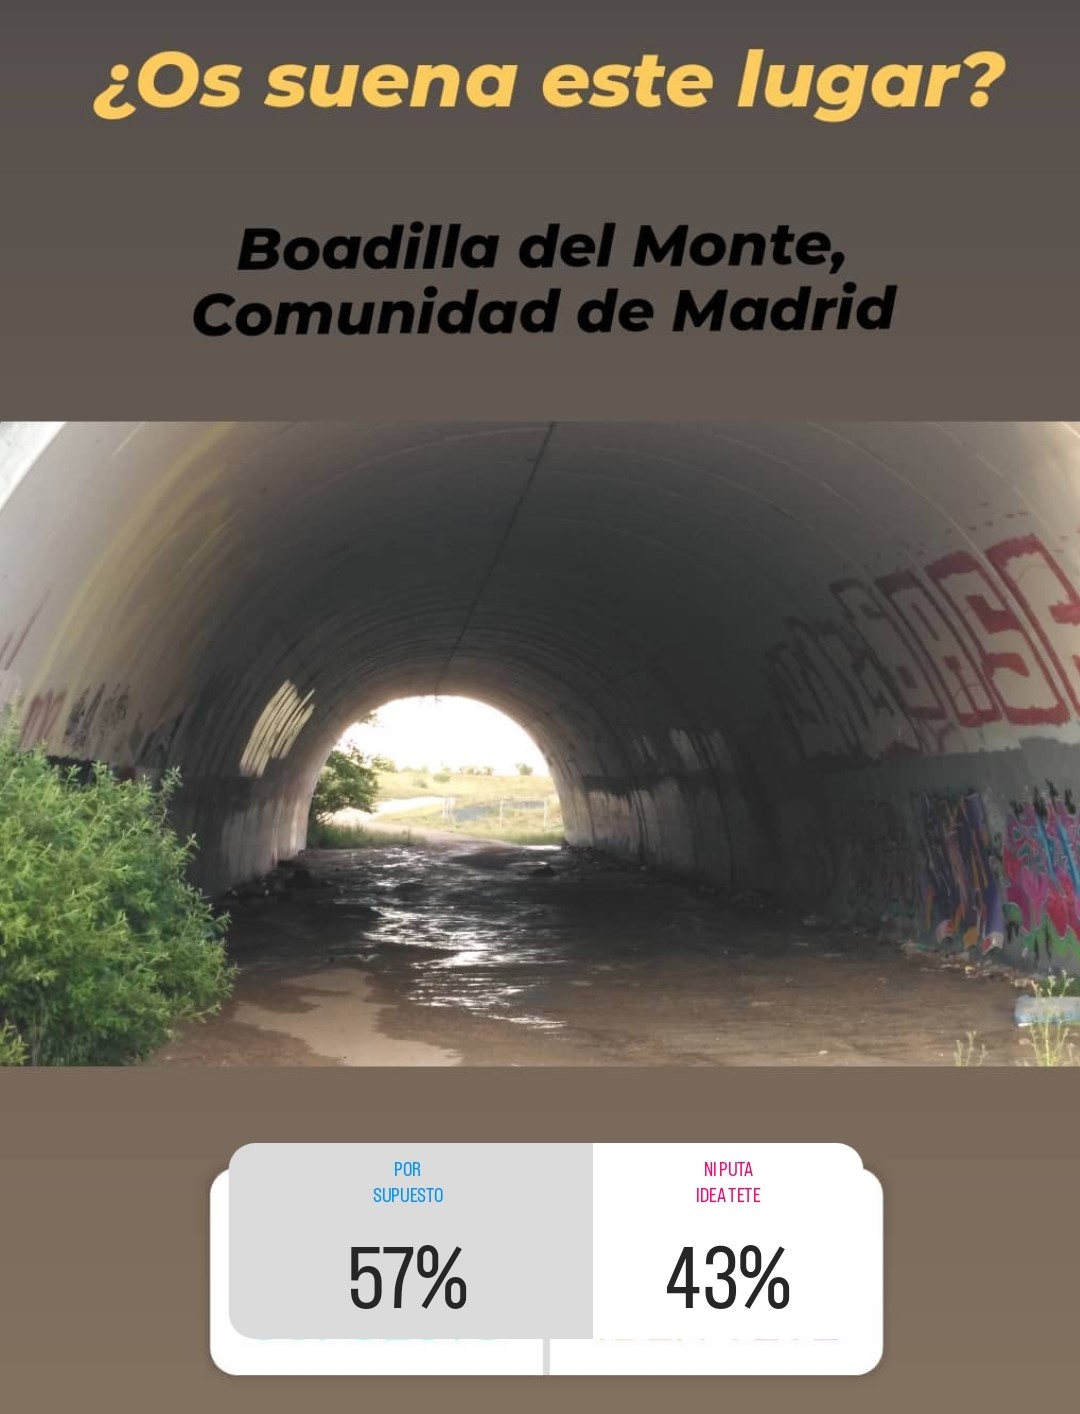 ¿Os suena este lugar?
Boadilla del Monte,
Comunidad de Madrid
POR
SUPUESTO
57%
NI PUTA
IDEA TETE
43%